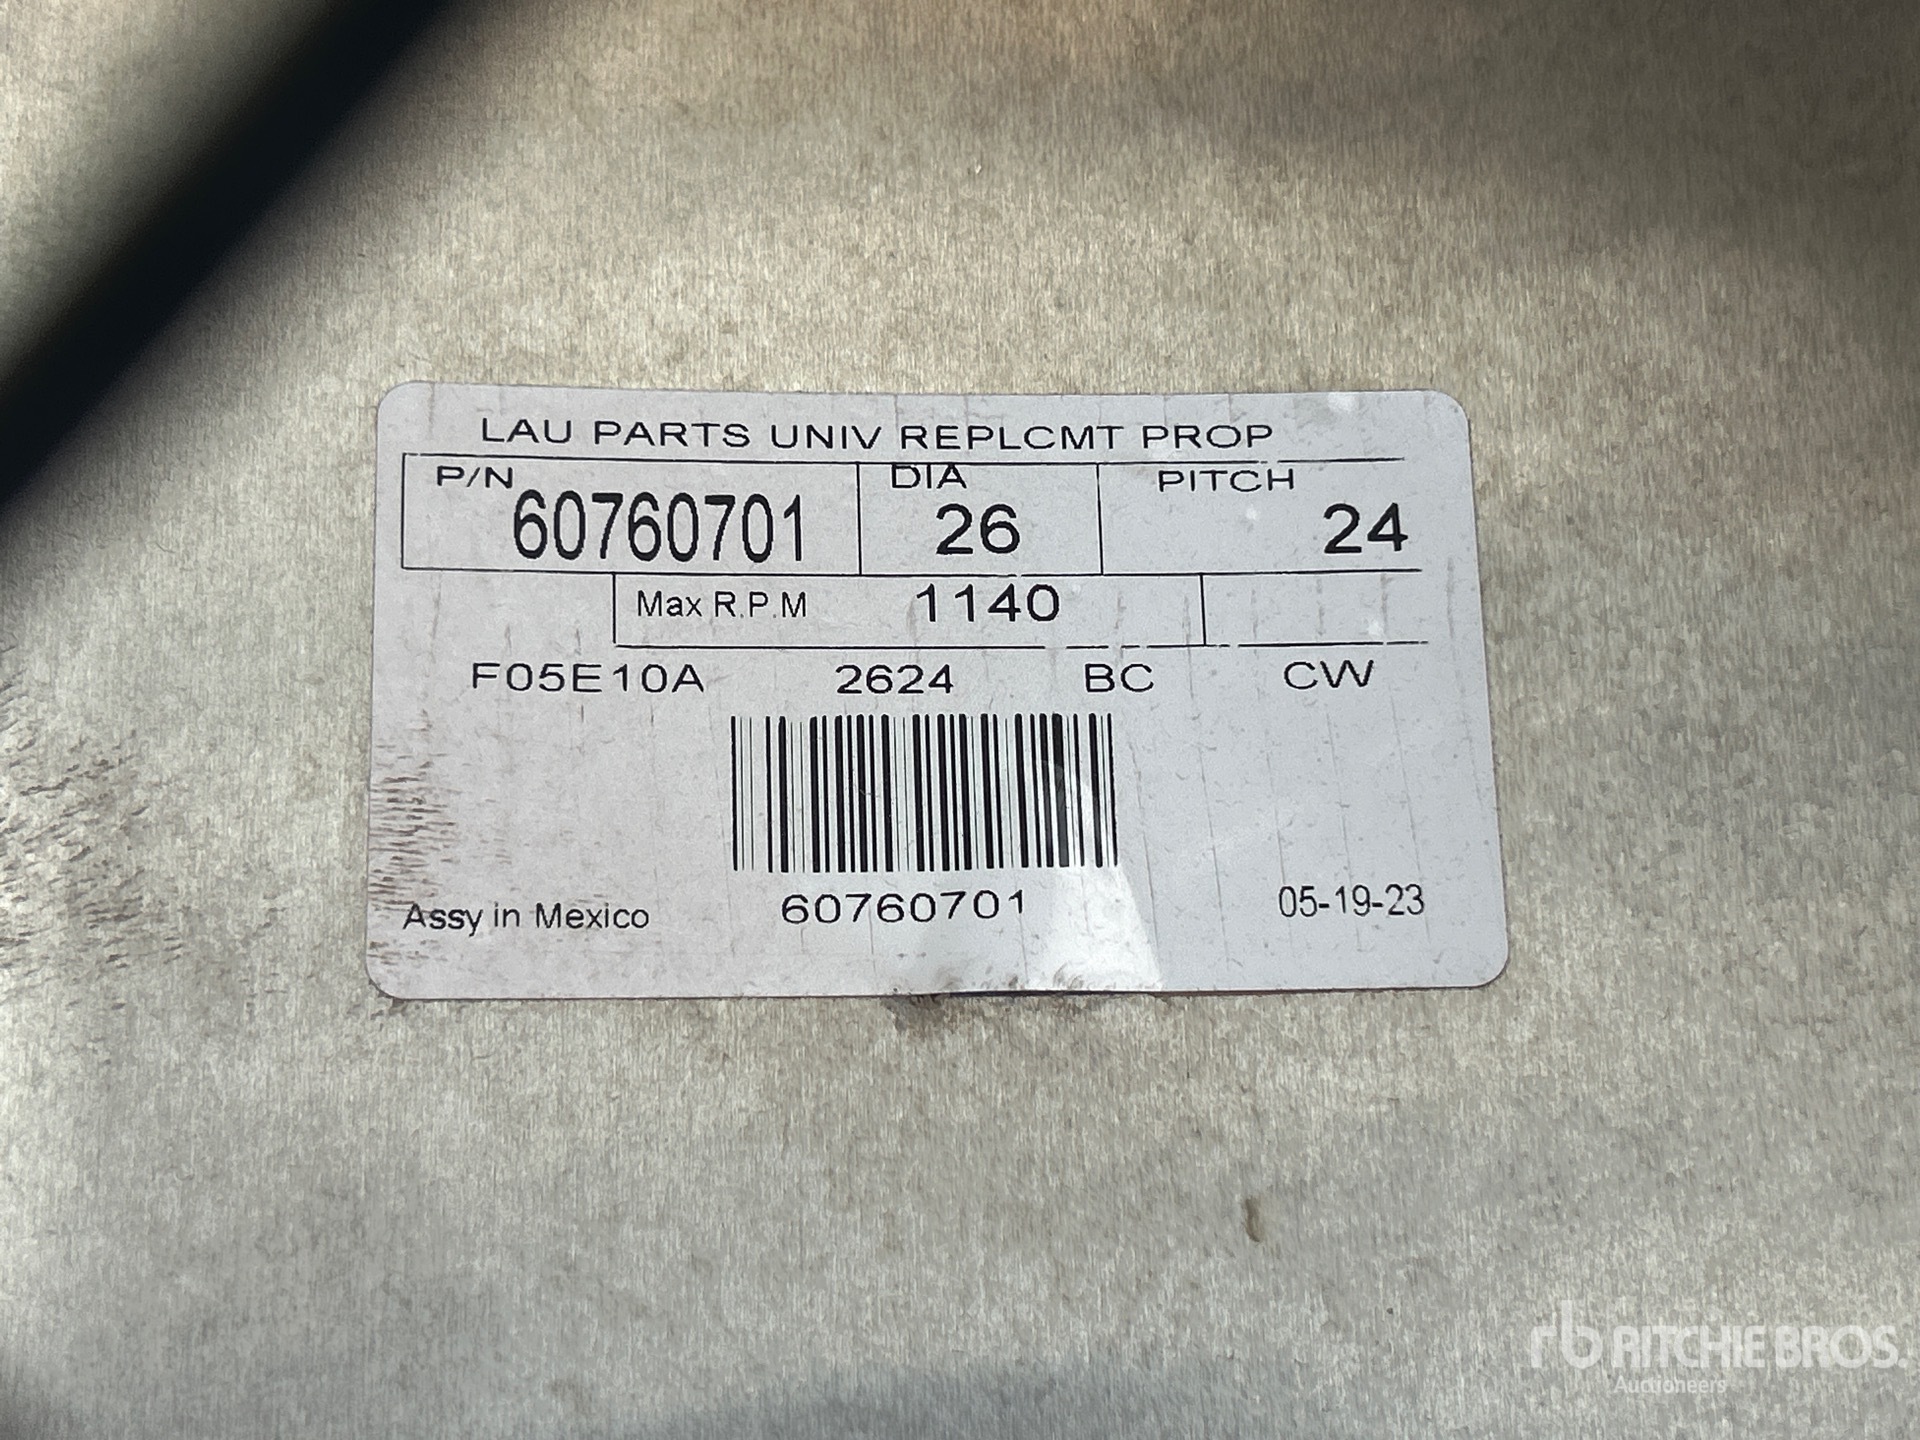 LAU PARTS UNIV REPLCMT PROP
P/N 60760701 DIA 26 PITCH 24
Max R.P.M 1140
F05E10A 2624 BC CW
60760701
Assy in Mexico 05-19-23
rb RITCHIE BROS.
Auctioneers